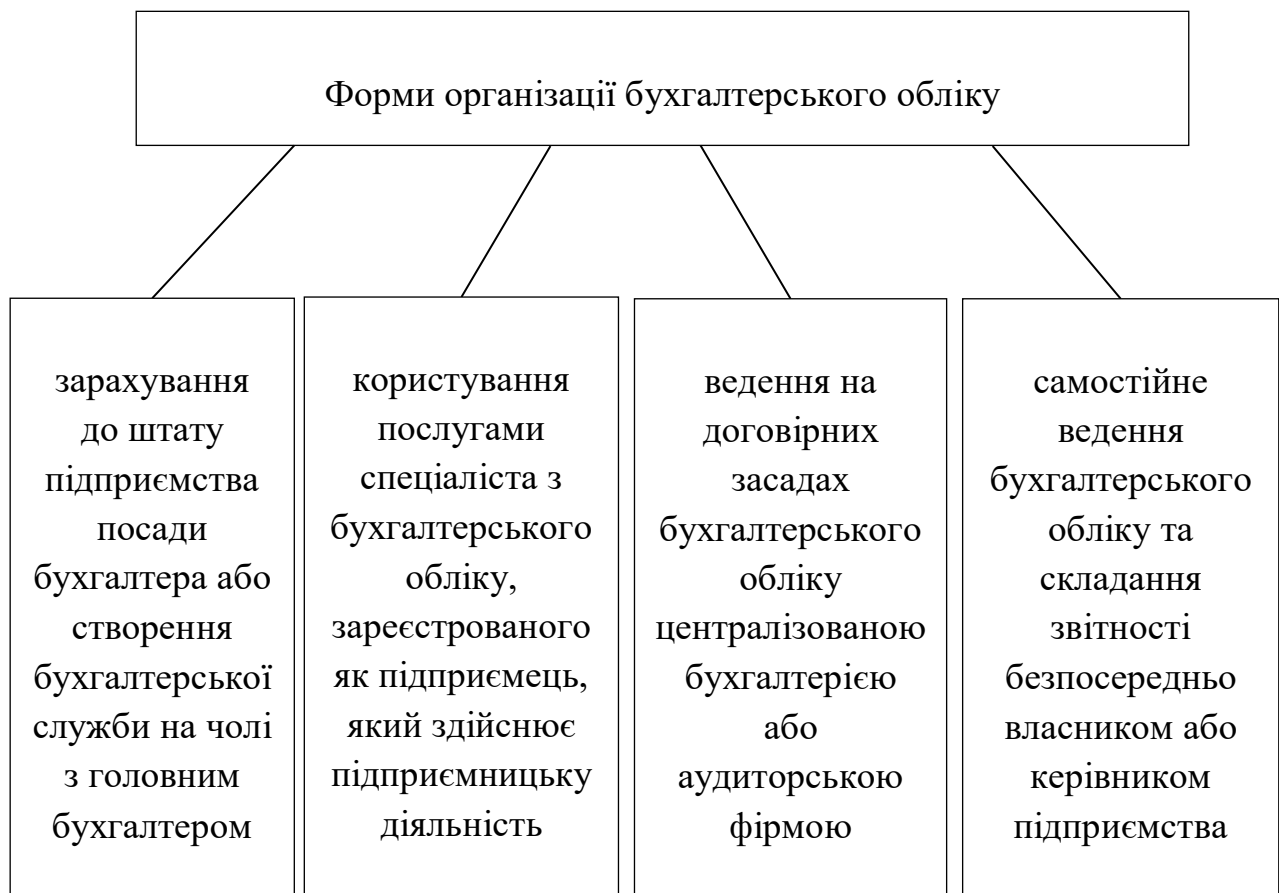 Форми організації бухгалтерського обліку
зарахування
до штату
підприємства
посади
бухгалтера або
створення
бухгалтерської
служби на чолі
з головним
бухгалтером
користування
послугами
спеціаліста з
бухгалтерського
обліку,
зареєстрованого
як підприємець,
який здійснює
підприємницьку
діяльність
ведення на
договірних
засадах
бухгалтерського
обліку
централізованою
бухгалтерією
або
аудиторською
фірмою
самостійне
ведення
бухгалтерського
обліку та
складання
звітності
безпосередньо
власником або
керівником
підприємства